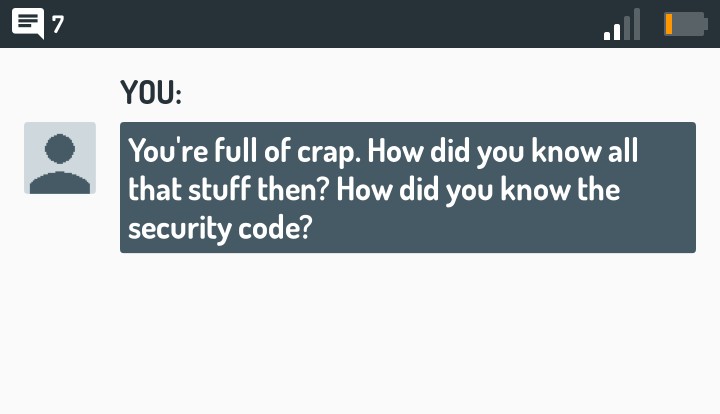 7
YOU:
You're full of crap. How did you know all
that stuff then? How did you know the
security code?